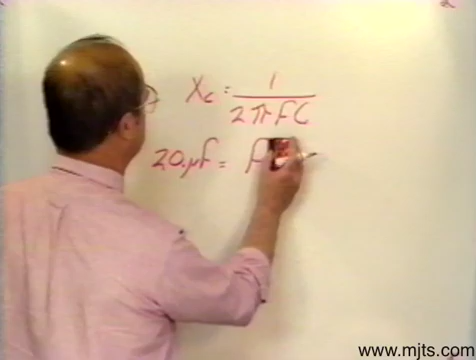 Xc = 1
2πFC
20µF = F
www.mjts.com